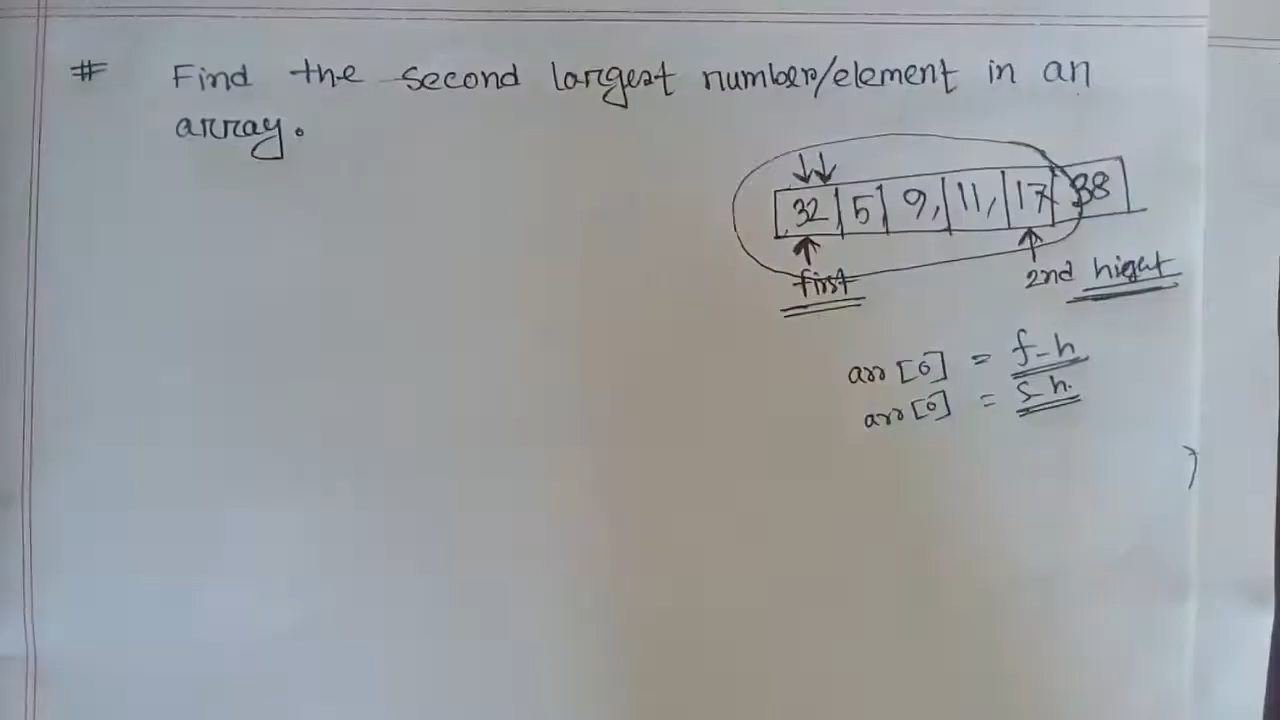 # Find the second largest number/element in an
array.
32 5 9, 11, 17 38
first
2nd highst
arr [0] = f-h
arr [0] = s-h.
)